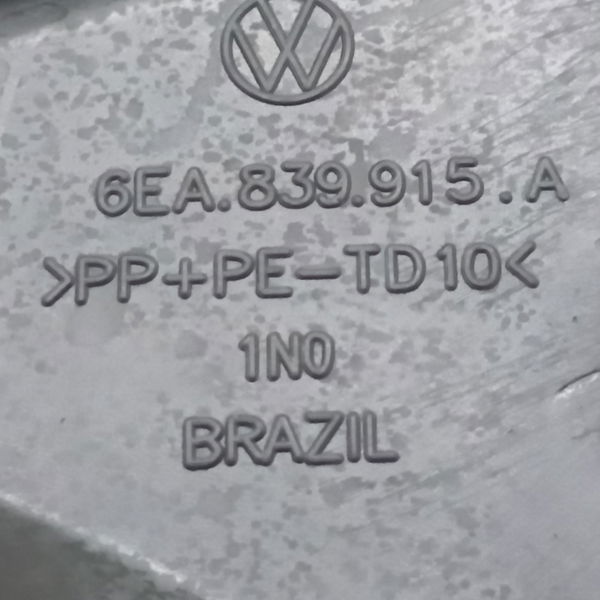 6EA.839.915.A
>PP+PE-TD10<
1N0
BRAZIL